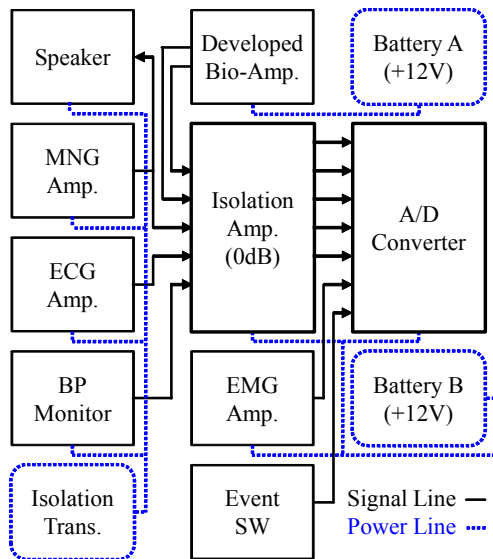 Speaker
Developed
Bio-Amp.
Battery A
(+12V)
MNG
Amp.
Isolation
Amp.
(0dB)
A/D
Converter
ECG
Amp.
BP
Monitor
EMG
Amp.
Battery B
(+12V)
Isolation
Trans.
Event
SW
Signal Line
Power Line